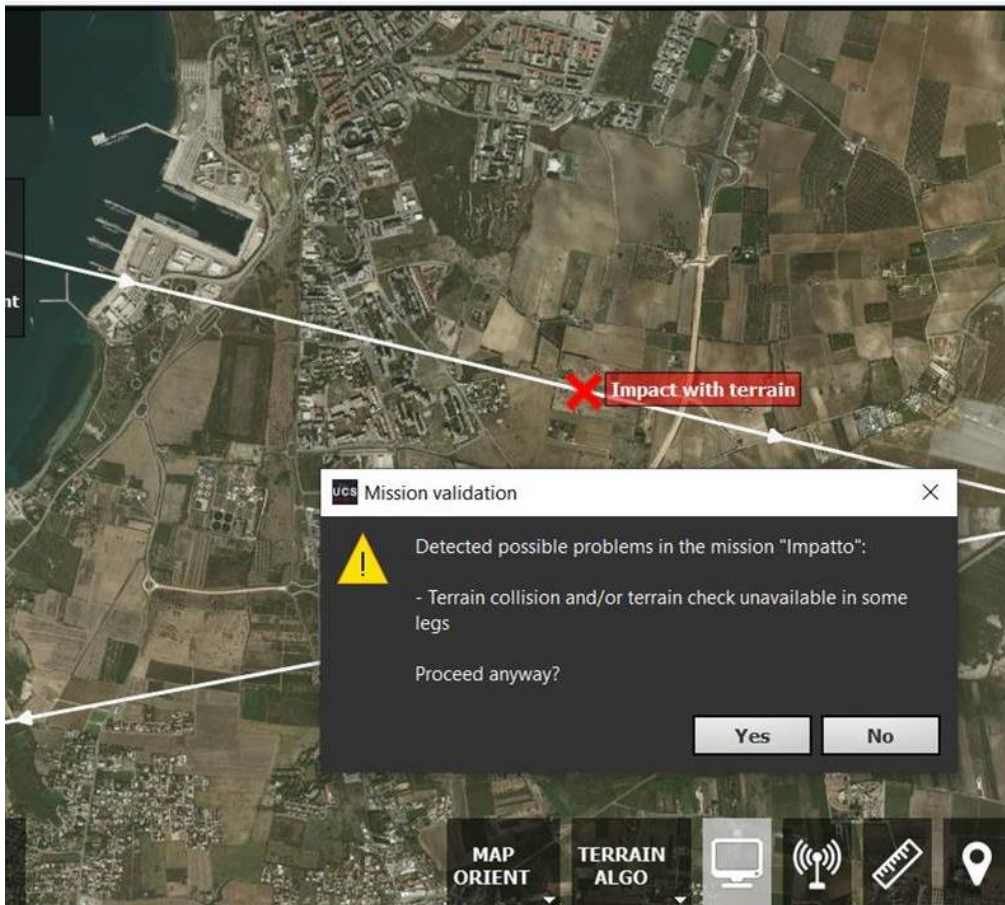 nt
Impact with terrain
UCS Mission validation
Detected possible problems in the mission "Impatto":
- Terrain collision and/or terrain check unavailable in some
legs
Proceed anyway?
Yes No
MAP
ORIENT
TERRAIN
ALGO